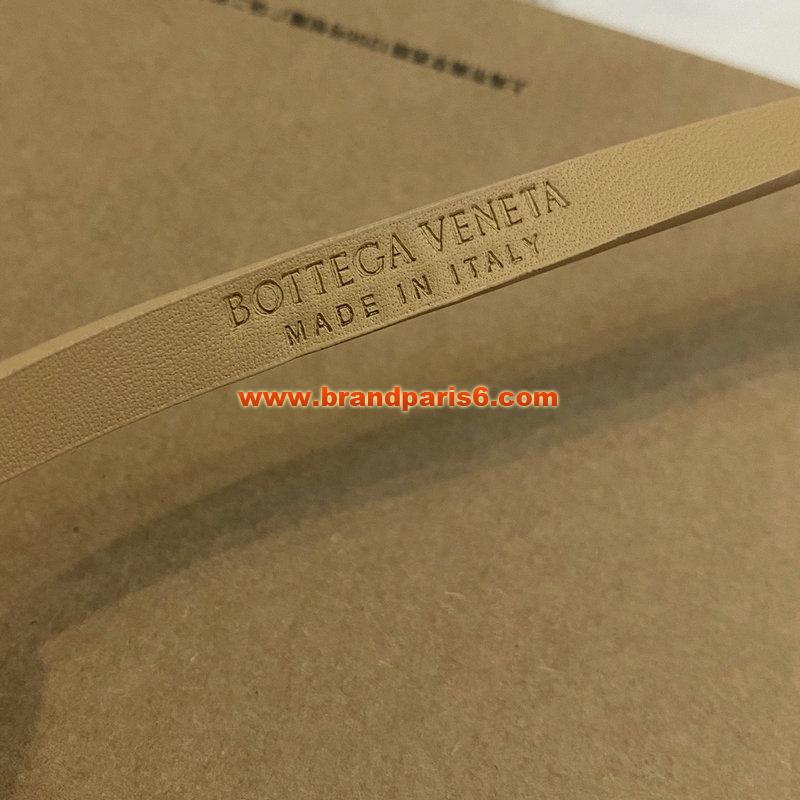 BOTTEGA VENETA
MADE IN ITALY
www.brandparis6.com